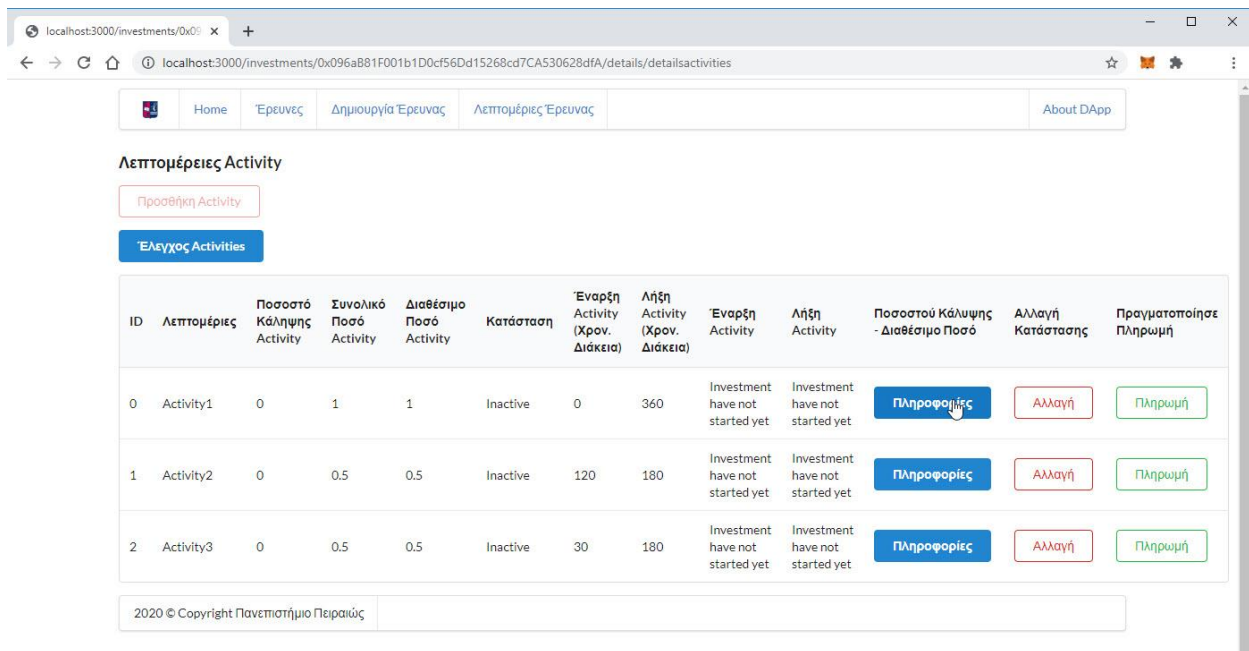 localhost:3000/investments/0x09
localhost:3000/investments/0x096aB81F001b1D0cf56Dd15268cd7CA530628dfA/details/detailsactivities
Home Έρευνες Δημιουργία Έρευνας Λεπτομέριες Έρευνας About DApp
Λεπτομέρειες Activity
Προσθήκη Activity
Έλεγχος Activities
ID Λεπτομέριες Ποσοστό Κάληψης Activity Συνολικό Ποσό Activity Διαθέσιμο Ποσό Activity Κατάσταση Έναρξη Activity (Χρον. Διάκεια) Λήξη Activity (Χρον. Διάκεια) Έναρξη Activity Λήξη Activity Ποσοστού Κάλυψης - Διαθέσιμο Ποσό Αλλαγή Κατάστασης Πραγματοποίησε Πληρωμή
0 Activity1 0 1 1 Inactive 0 360 Investment have not started yet Investment have not started yet Πληροφορίες Αλλαγή Πληρωμή
1 Activity2 0 0.5 0.5 Inactive 120 180 Investment have not started yet Investment have not started yet Πληροφορίες Αλλαγή Πληρωμή
2 Activity3 0 0.5 0.5 Inactive 30 180 Investment have not started yet Investment have not started yet Πληροφορίες Αλλαγή Πληρωμή
2020 © Copyright Πανεπιστήμιο Πειραιώς